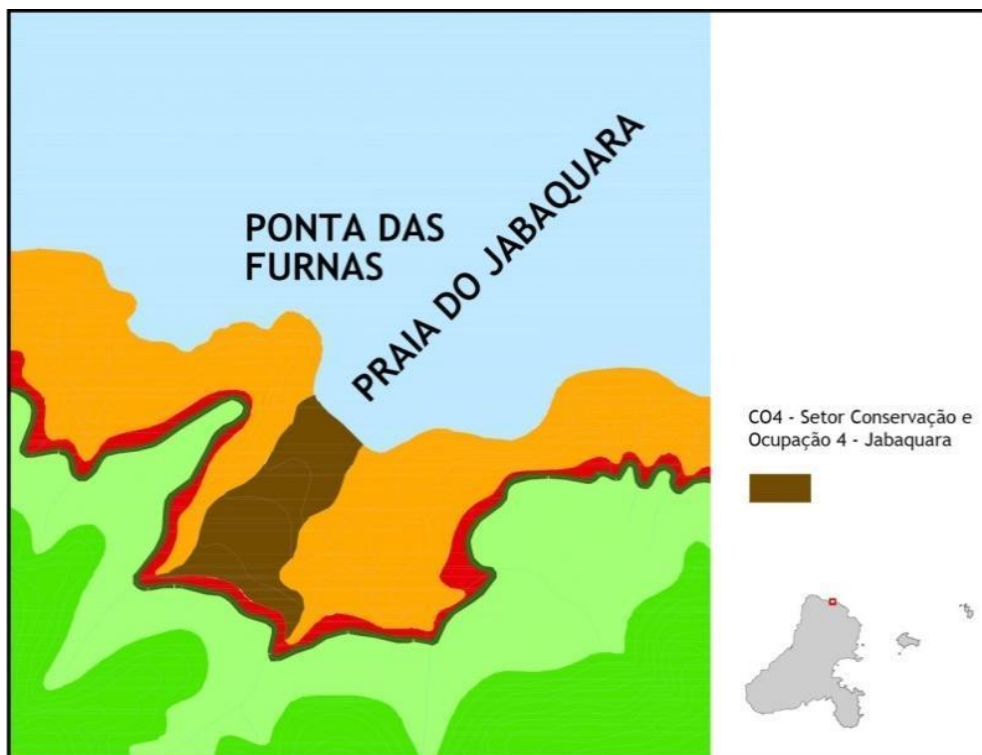 PONTA DAS
FURNAS
PRAIA DO JABAQUARA
CO4 - Setor Conservação e
Ocupação 4 - Jabaquara